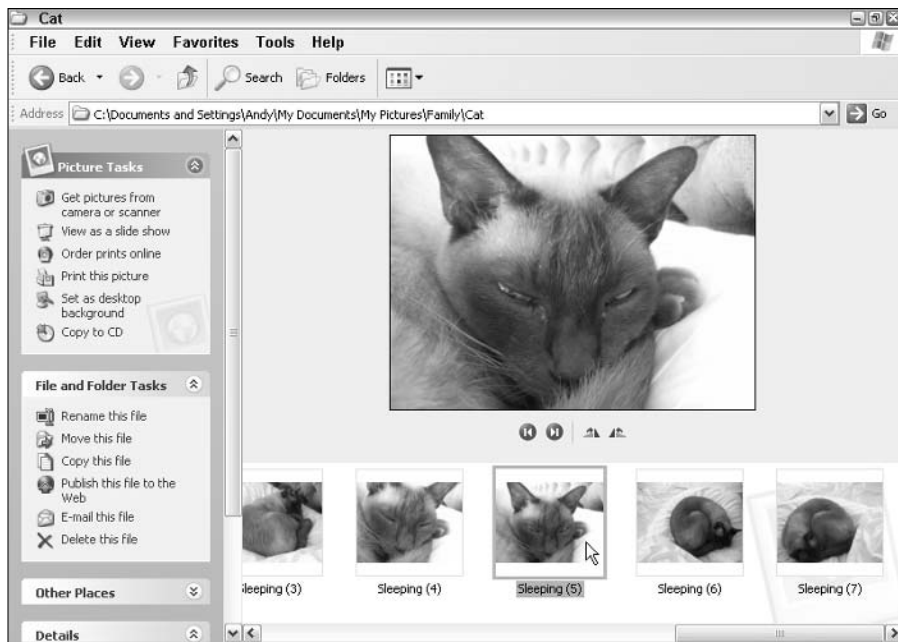 Cat
File Edit View Favorites Tools Help
Back Search Folders
Address C:\Documents and Settings\Andy\My Documents\My Pictures\Family\Cat Go
Picture Tasks
Get pictures from
camera or scanner
View as a slide show
Order prints online
Print this picture
Set as desktop
background
Copy to CD
File and Folder Tasks
Rename this file
Move this file
Copy this file
Publish this file to the
Web
E-mail this file
Delete this file
Other Places
Details
Sleeping (3) Sleeping (4) Sleeping (5) Sleeping (6) Sleeping (7)